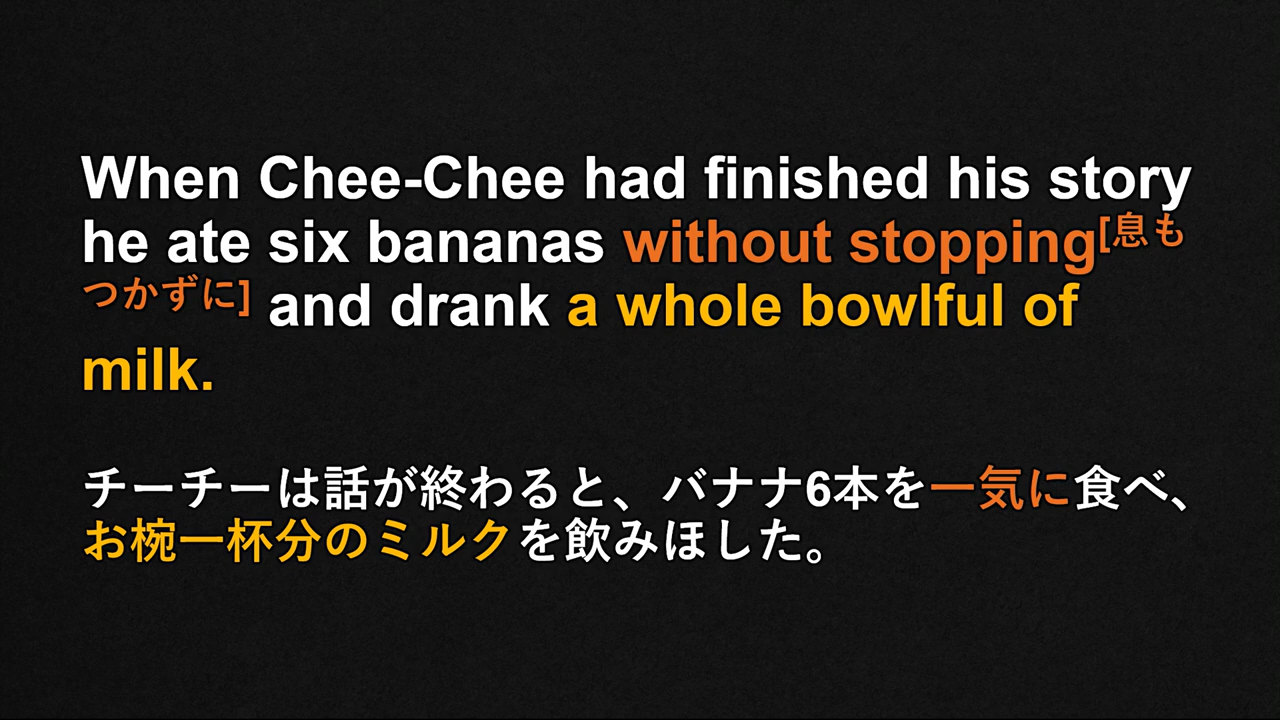 When Chee-Chee had finished his story
he ate six bananas without stopping[息も
つかずに] and drank a whole bowlful of
milk.
チーチーは話が終わると、バナナ6本を一気に食べ、
お椀一杯分のミルクを飲みほした。